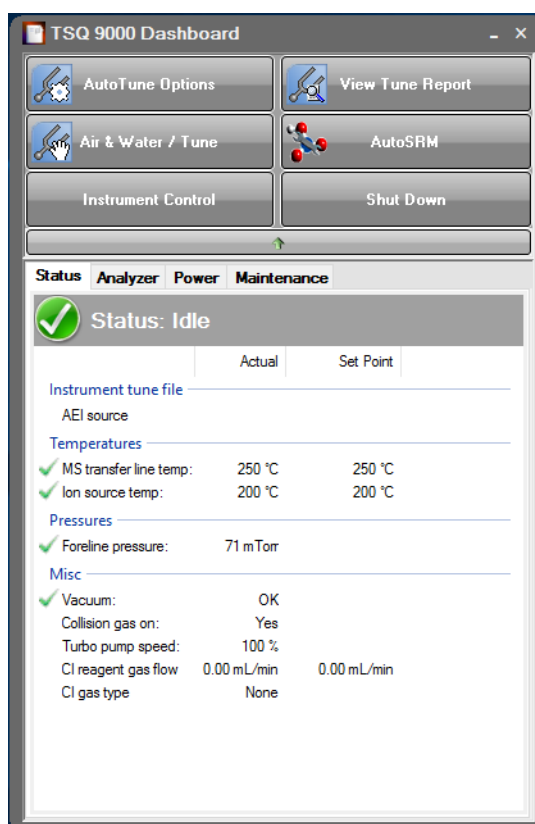 TSQ 9000 Dashboard
AutoTune Options
View Tune Report
Air & Water / Tune
AutoSRM
Instrument Control
Shut Down
Status Analyzer Power Maintenance
Status: Idle
Actual Set Point
Instrument tune file
AEI source
Temperatures
MS transfer line temp: 250 °C 250 °C
Ion source temp: 200 °C 200 °C
Pressures
Foreline pressure: 71 mTorr
Misc
Vacuum: OK
Collision gas on: Yes
Turbo pump speed: 100 %
CI reagent gas flow 0.00 mL/min 0.00 mL/min
CI gas type None